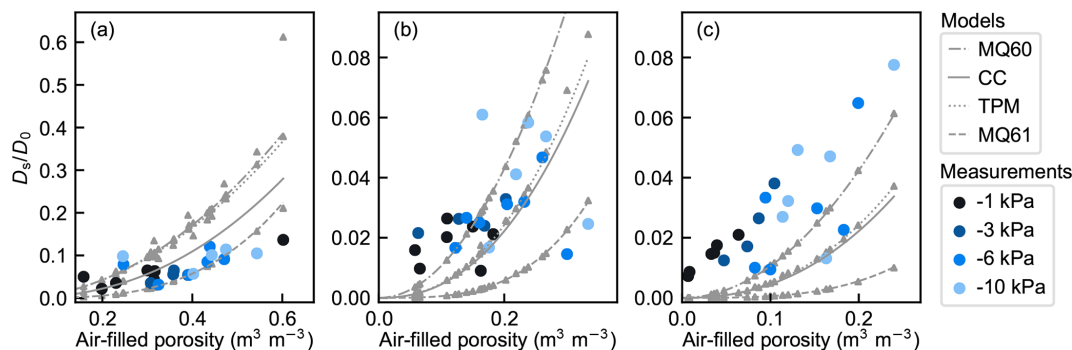 (a)
(b)
(c)
0.6
0.5
0.4
0.3
0.2
0.1
0.0
Ds/D0
0.2 0.4 0.6
Air-filled porosity (m³ m⁻³)
0.08
0.06
0.04
0.02
0.00
0.0 0.2
Air-filled porosity (m³ m⁻³)
0.08
0.06
0.04
0.02
0.00
0.0 0.1 0.2
Air-filled porosity (m³ m⁻³)
Models
MQ60
CC
TPM
MQ61
Measurements
-1 kPa
-3 kPa
-6 kPa
-10 kPa